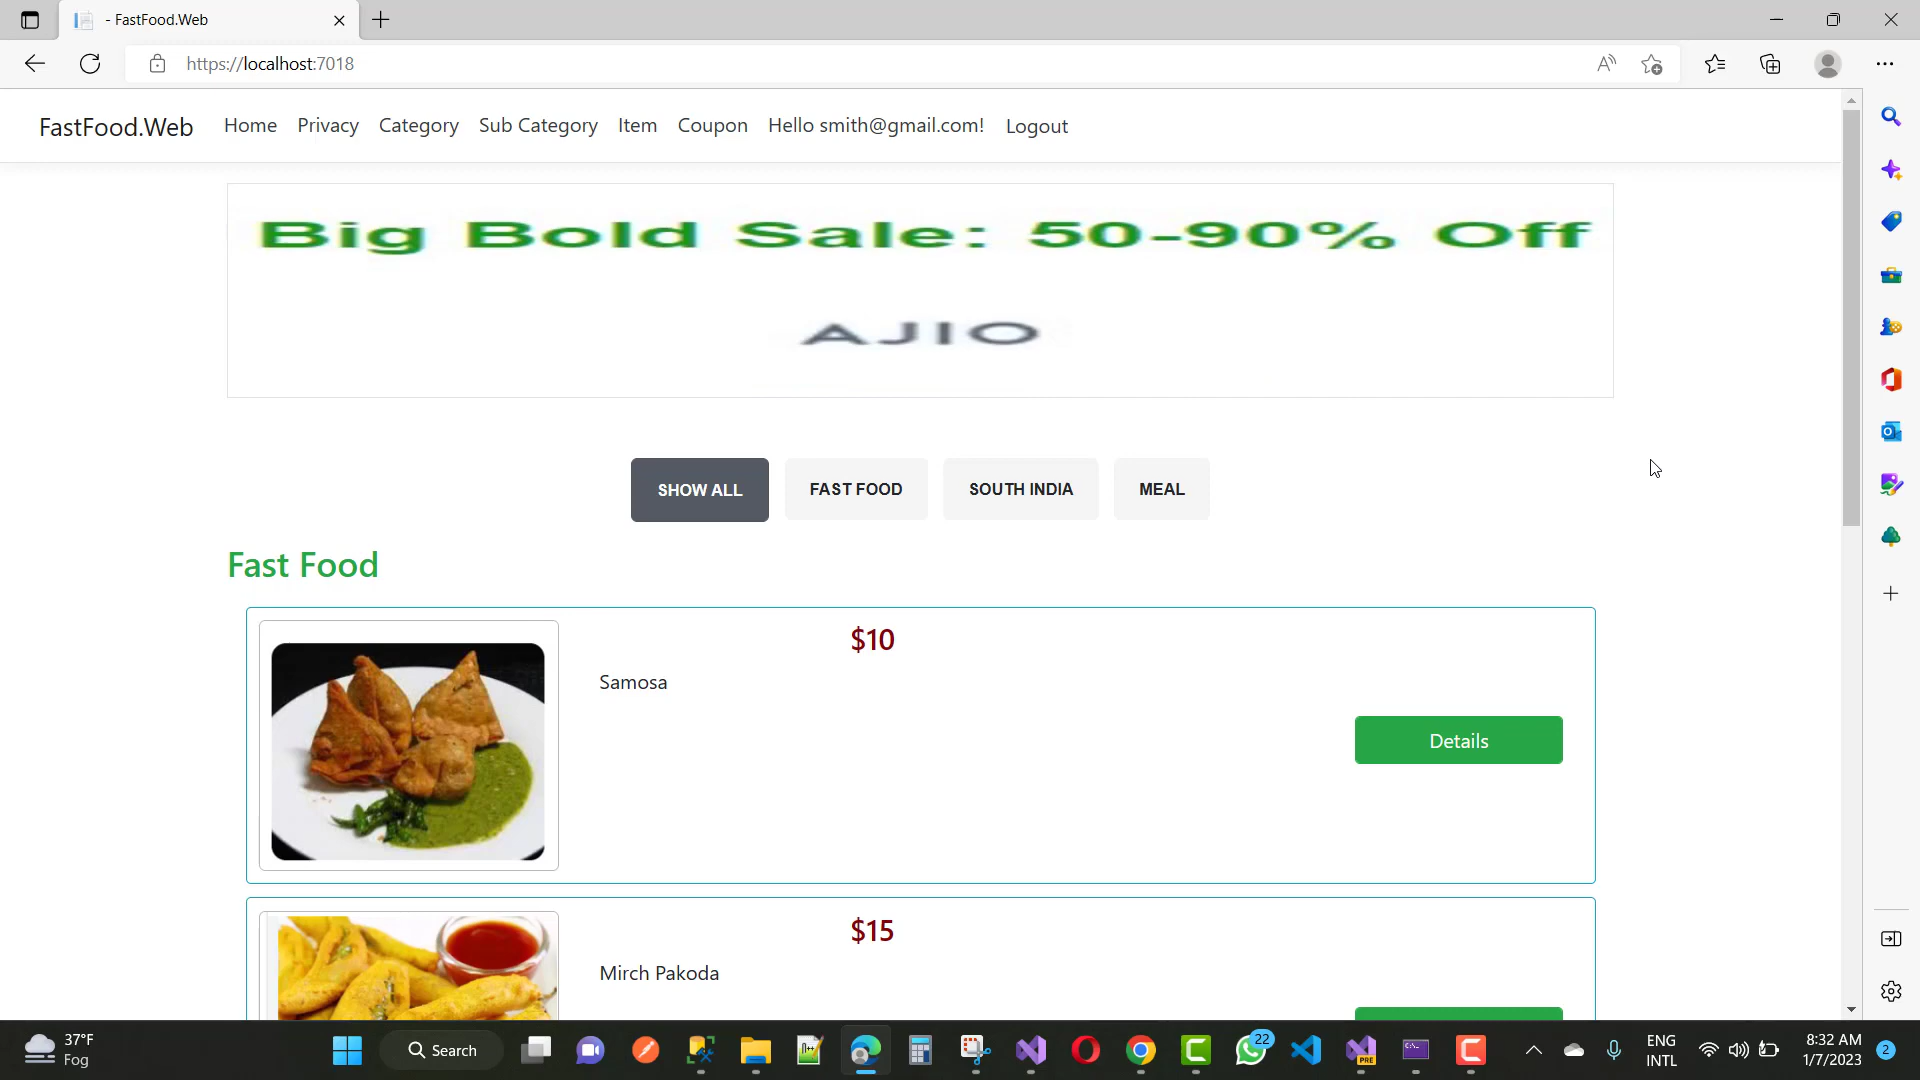 - FastFood.Web
https://localhost:7018
FastFood.Web Home Privacy Category Sub Category Item Coupon Hello smith@gmail.com! Logout
Big Bold Sale: 50-90% Off
AJIO
SHOW ALL FAST FOOD SOUTH INDIA MEAL
Fast Food
$10
Samosa
Details
$15
Mirch Pakoda
37°F
Fog
Search
22
PRE
ENG
INTL
8:32 AM
1/7/2023
2